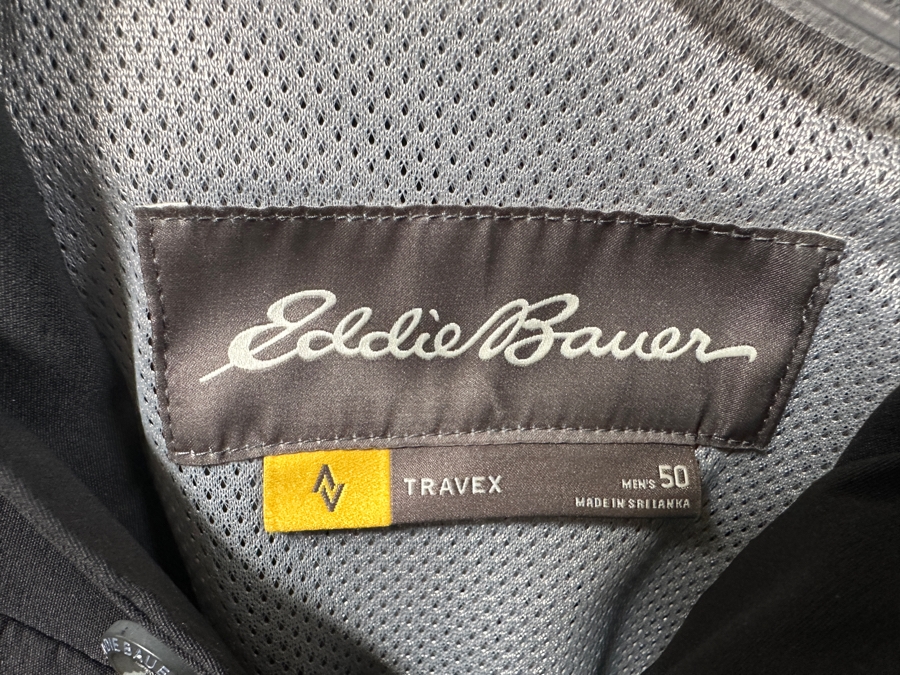 Eddie Bauer
TRAVEX
MEN'S 50
MADE IN SRI LANKA